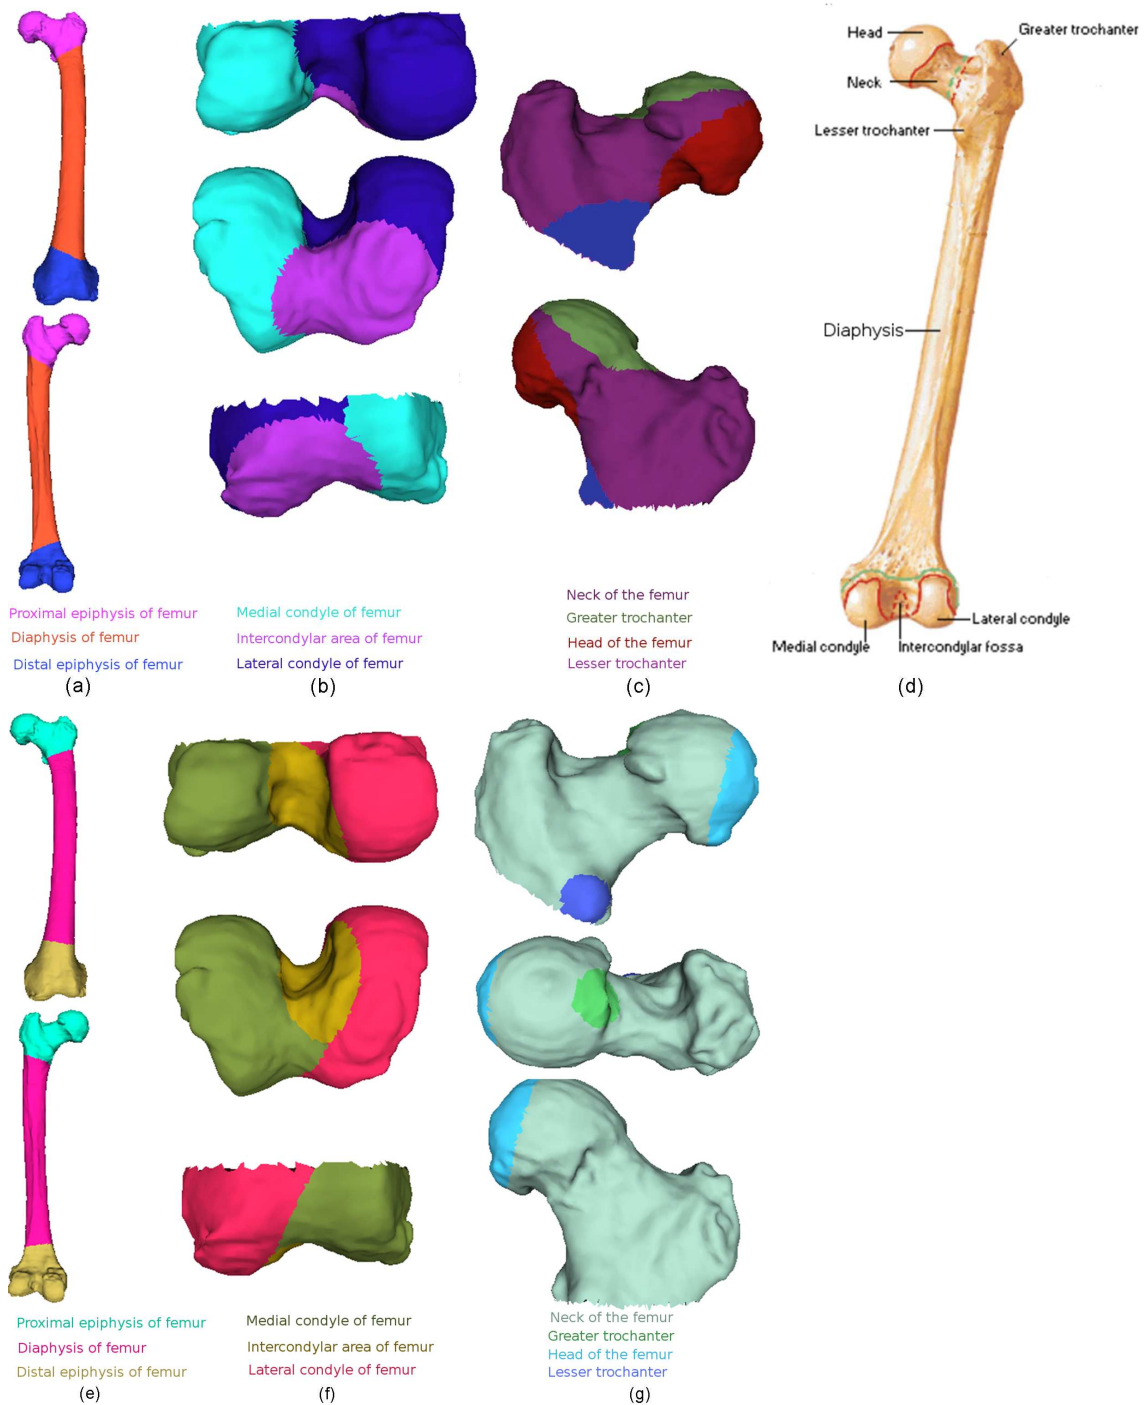 Head
Greater trochanter
Neck
Lesser trochanter
Diaphysis
Lateral condyle
Medial condyle
Intercondylar fossa
Proximal epiphysis of femur
Diaphysis of femur
Distal epiphysis of femur
(a)
Medial condyle of femur
Intercondylar area of femur
Lateral condyle of femur
(b)
Neck of the femur
Greater trochanter
Head of the femur
Lesser trochanter
(c)
(d)
Proximal epiphysis of femur
Diaphysis of femur
Distal epiphysis of femur
(e)
Medial condyle of femur
Intercondylar area of femur
Lateral condyle of femur
(f)
Neck of the femur
Greater trochanter
Head of the femur
Lesser trochanter
(g)